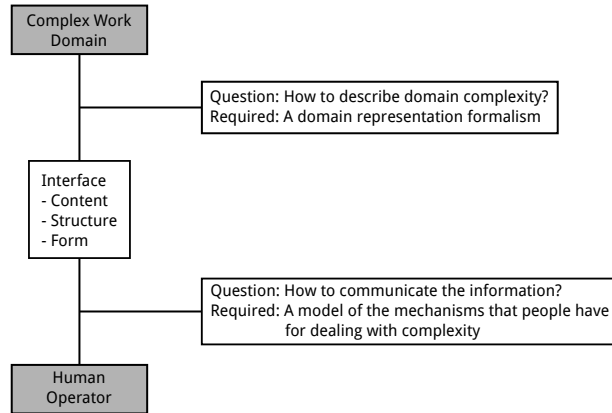 Complex Work
Domain
Question: How to describe domain complexity?
Required: A domain representation formalism
Interface
- Content
- Structure
- Form
Question: How to communicate the information?
Required: A model of the mechanisms that people have
for dealing with complexity
Human
Operator